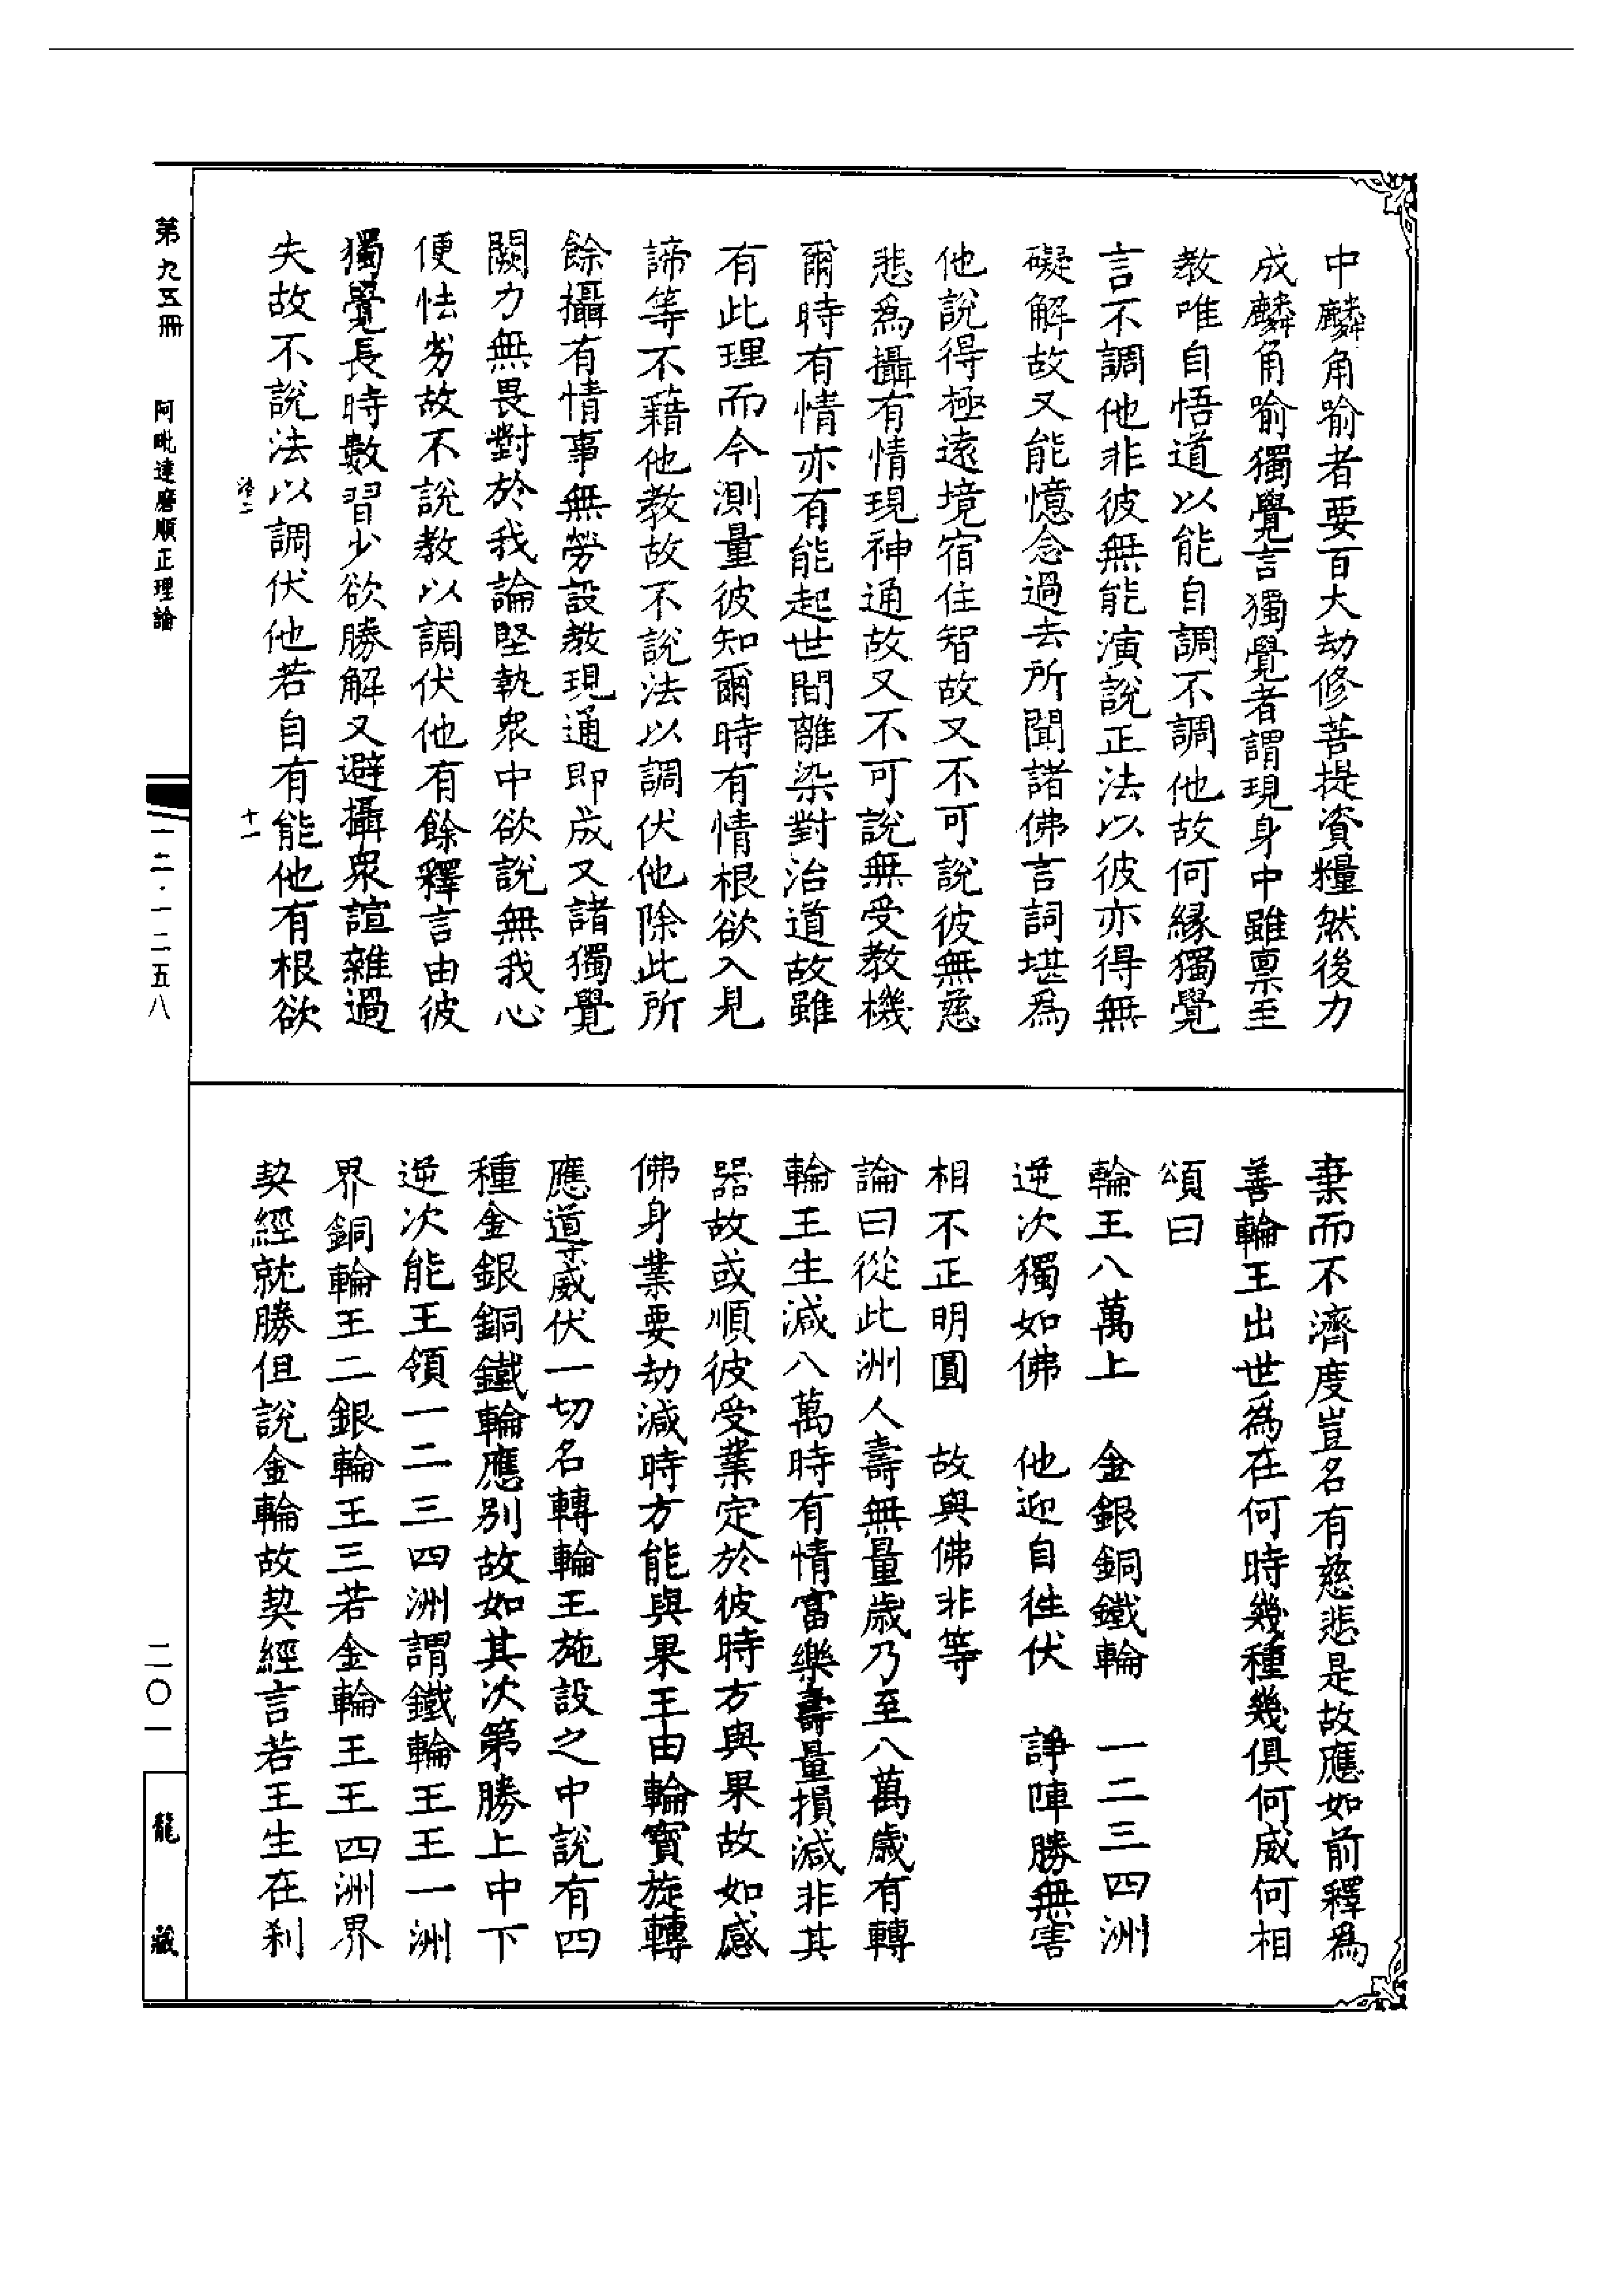 中麟角喻者要百大劫修菩提資糧然後力
成麟角喻獨覺言獨覺者謂現身中雖稟至
教唯自悟道以能自調不調他故何緣獨覺
言不調他非彼無能演說正法以彼亦得無
礙解故又能憶念過去所聞諸佛言詞堪爲
他說得極遠境宿住智故又不可說彼無慈
悲爲攝有情現神通故又不可說無受教機
爾時有情亦有能起世間離染對治道故雖
有此理而今測量彼知爾時有情根欲入見
諦等不藉他教故不說法以調伏他除此所
餘攝有情事無勞設教現通即成又諸獨覺
闕力無畏對於我論堅執衆中欲說無我心
便怯劣故不說教以調伏他有餘釋言由彼
獨覺長時數習少欲勝解又避攝衆諠雜過
失故不說法以調伏他若自有能他有根欲
棄而不濟度豈名有慈悲是故應如前釋爲
善輪王出世爲在何時幾種幾俱何威何相
頌曰
輪王八萬上　金銀銅鐵輪　一二三四洲
逆次獨如佛　他迎自徃伏　諍陣勝無害
相不正明圓　故與佛非等
論曰從此洲人壽無量歲乃至八萬歲有轉
輪王生減八萬時有情富樂壽量損減非其
器故或順彼受業定於彼時方與果故如感
佛身業要劫減時方能與果王由輪寶旋轉
應道威伏一切名轉輪王施設之中說有四
種金銀銅鐵輪應別故如其次第勝上中下
逆次能王領一二三四洲謂鐵輪王王一洲
界銅輪王二銀輪王三若金輪王王四洲界
契經就勝但說金輪故契經言若王生在刹
第九五冊
阿毗達磨順正理論
十一
一二·一二五八
二〇一
龍藏